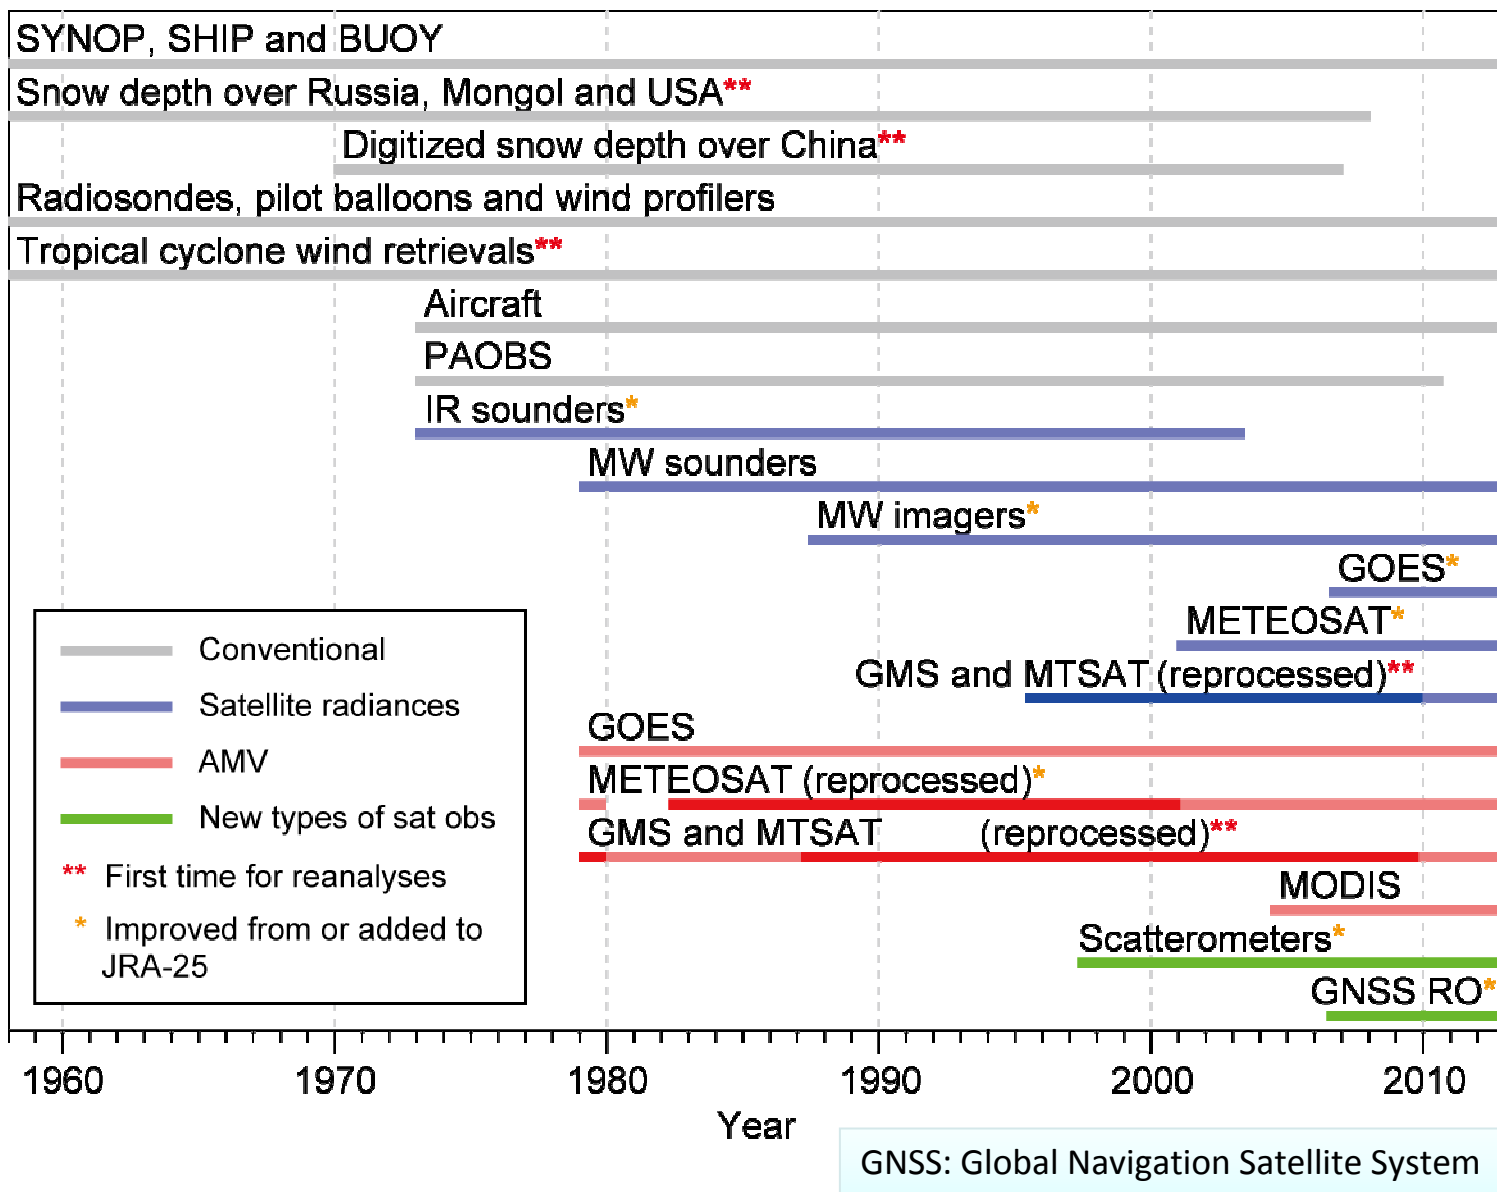 SYNOP, SHIP and BUOY
Snow depth over Russia, Mongol and USA**
Digitized snow depth over China**
Radiosondes, pilot balloons and wind profilers
Tropical cyclone wind retrievals**
Aircraft
PAOBS
IR sounders*
MW sounders
MW imagers*
GOES*
METEOSAT*
GMS and MTSAT (reprocessed)**
GOES
METEOSAT (reprocessed)*
GMS and MTSAT (reprocessed)**
MODIS
Scatterometers*
GNSS RO*
Conventional
Satellite radiances
AMV
New types of sat obs
** First time for reanalyses
* Improved from or added to
JRA-25
1960 1970 1980 1990 2000 2010
Year
GNSS: Global Navigation Satellite System